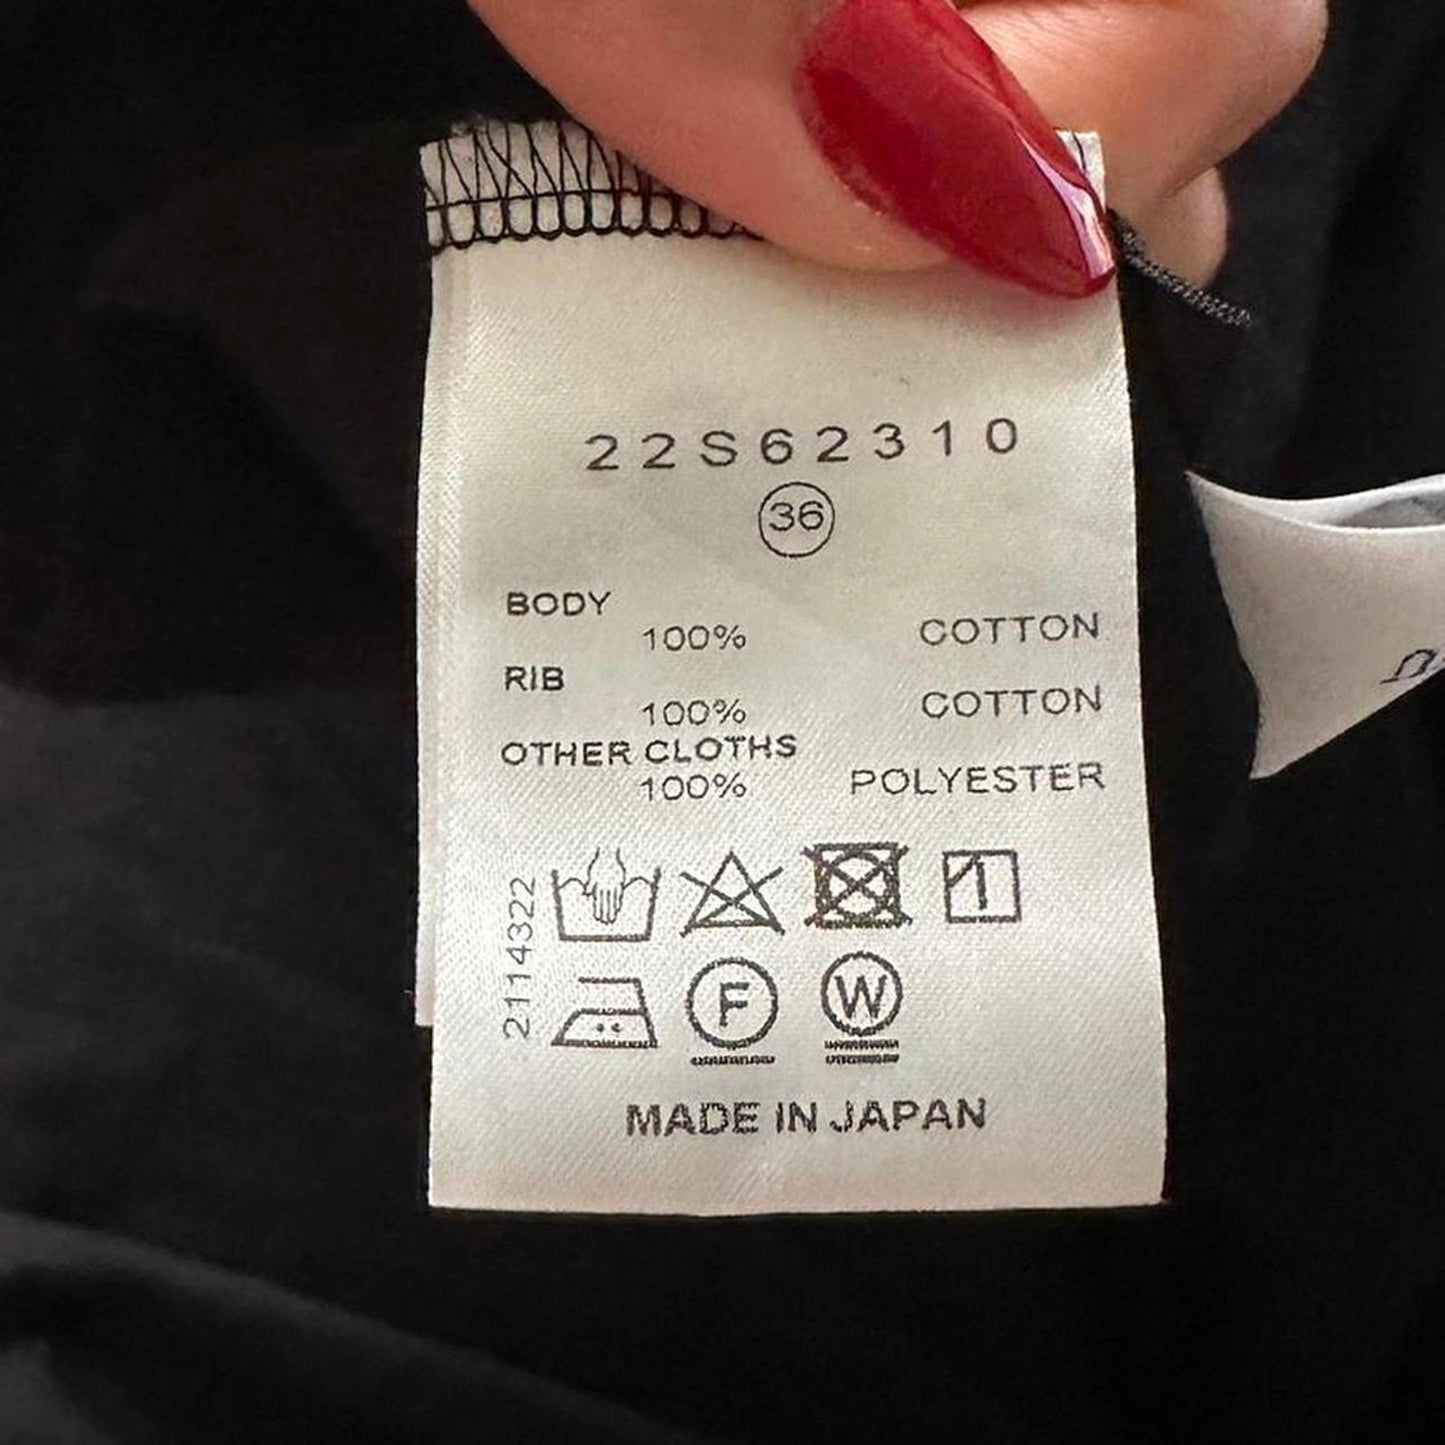 22S62310
36
BODY
100% COTTON
RIB
100% COTTON
OTHER CLOTHS
100% POLYESTER
2114322
F
W
MADE IN JAPAN